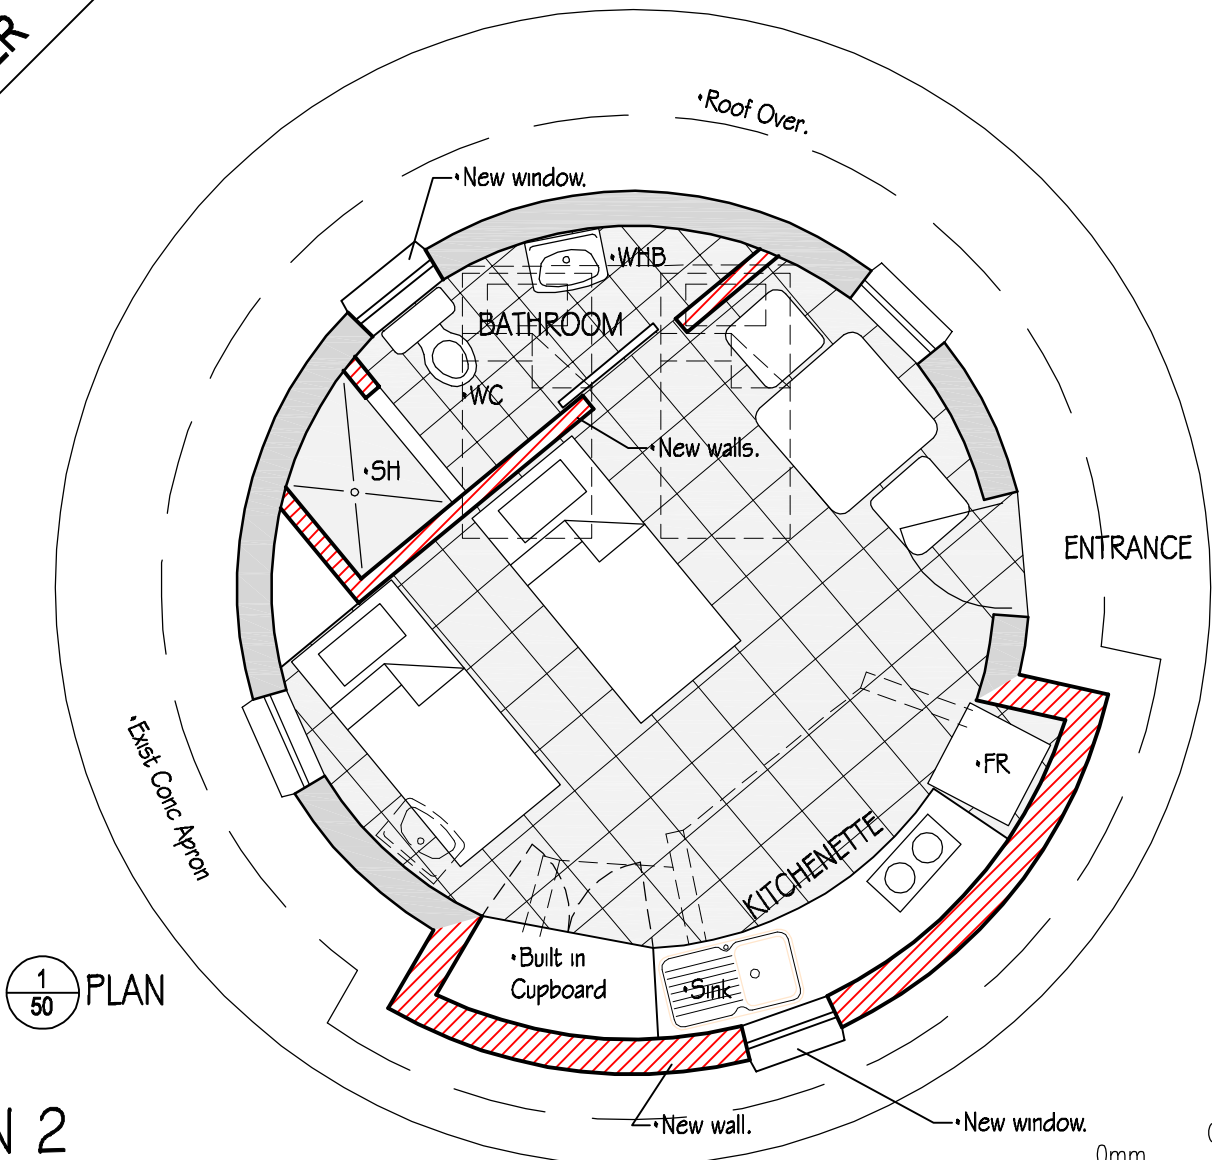 ER
Roof Over.
New window.
WHB
BATHROOM
WC
New walls.
SH
ENTRANCE
Exist Conc Apron
FR
KITCHENETTE
Built in
Cupboard
Sink
1
50
PLAN
N 2
New wall.
New window.
0mm